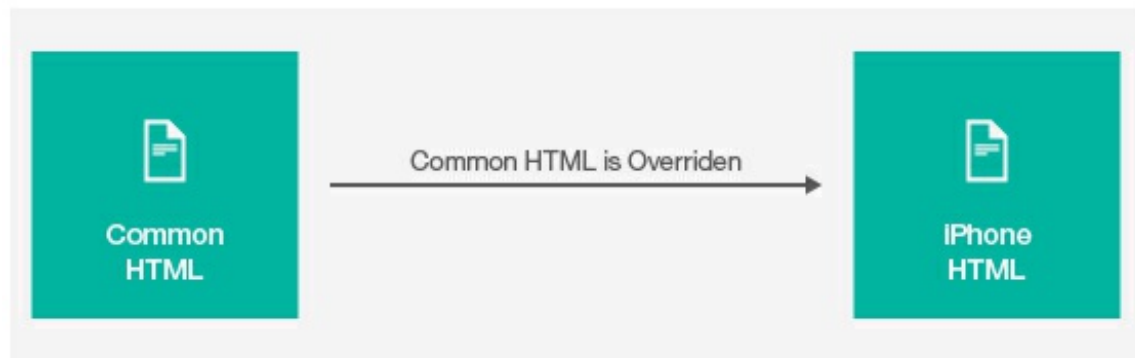 Common HTML is Overriden
Common
HTML
iPhone
HTML